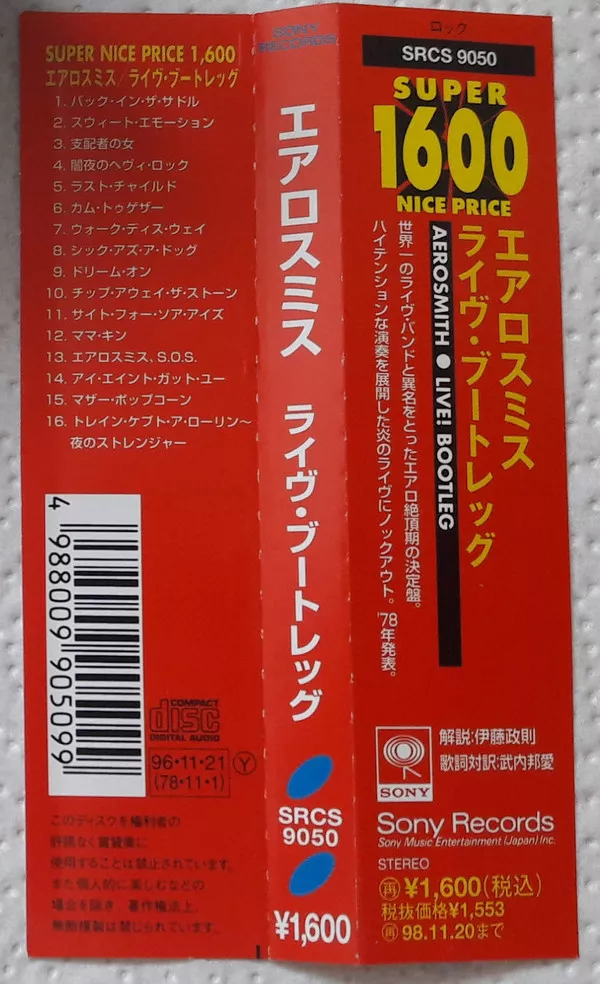 SUPER NICE PRICE 1,600
エアロスミス/ライヴ・ブートレッグ
1. バック・イン・ザ・サドル
2. スウィート・エモーション
3. 支配者の女
4. 闇夜のヘヴィ・ロック
5. ラスト・チャイルド
6. カム・トゥゲザー
7. ウォーク・ディス・ウェイ
8. シック・アズ・ア・ドッグ
9. ドリーム・オン
10. チップ・アウェイ・ザ・ストーン
11. サイト・フォー・ソア・アイズ
12. ママ・キン
13. エアロスミス、S.O.S.
14. アイ・エイント・ガット・ユー
15. マザー・ポップコーン
16. トレイン・ケプト・ア・ローリン〜
夜のストレンジャー
4 988009 905099
COMPACT
disc
DIGITAL AUDIO
96・11・21
(78・11・1)
Y
このディスクを権利者の
許諾なく賃貸業に
使用することは禁止されています。
また個人的に楽しむなどの
場合を除き、著作権法上、
無断複製は禁じられています。
SONY
RECORDS
エアロスミス ライヴ・ブートレッグ
SRCS
9050
¥1,600
ロック
SRCS 9050
SUPER
1600
NICE PRICE
エアロスミス
ライヴ・ブートレッグ
AEROSMITH ● LIVE! BOOTLEG
世界一のライヴ・バンドと異名をとったエアロ絶頂期の決定盤。
ハイテンションな演奏を展開した炎のライヴにノックアウト。'78年発表。
SONY
解説:伊藤政則
歌詞対訳:武内邦愛
Sony Records
Sony Music Entertainment (Japan) Inc.
STEREO
再 ¥1,600(税込)
税抜価格¥1,553
再 98.11.20まで